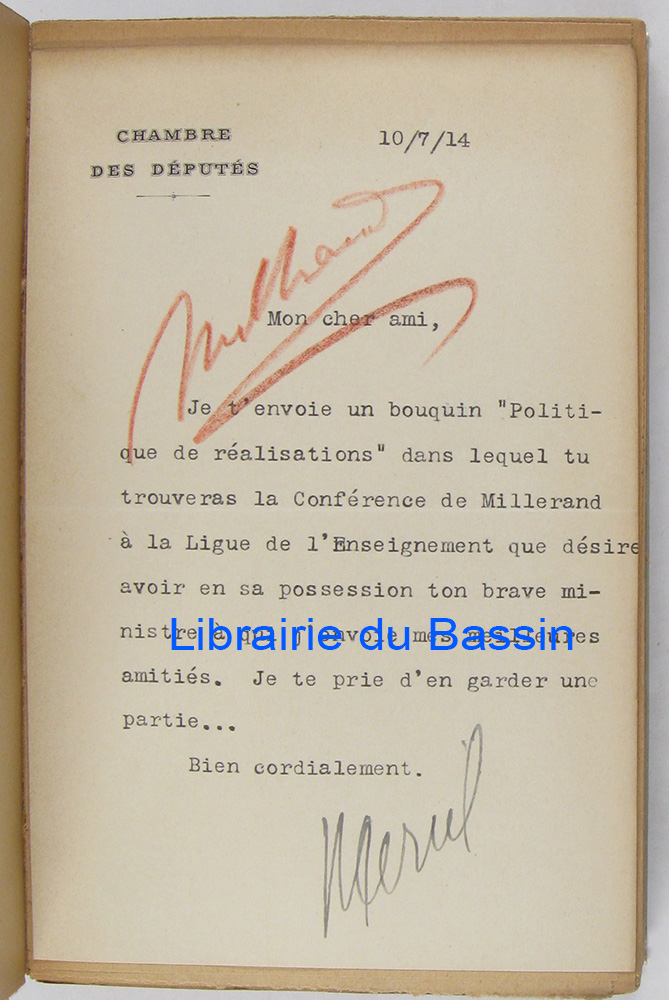 CHAMBRE
DES DÉPUTÉS
10/7/14
Millerand
Mon cher ami,
Je t'envoie un bouquin "Politi-
que de réalisations" dans lequel tu
trouveras la Conférence de Millerand
à la Ligue de l'Enseignement que désire
avoir en sa possession ton brave mi-
nistre à qui j'envoie mes meilleures
Librairie du Bassin
amitiés. Je te prie d'en garder une
partie...
Bien cordialement.